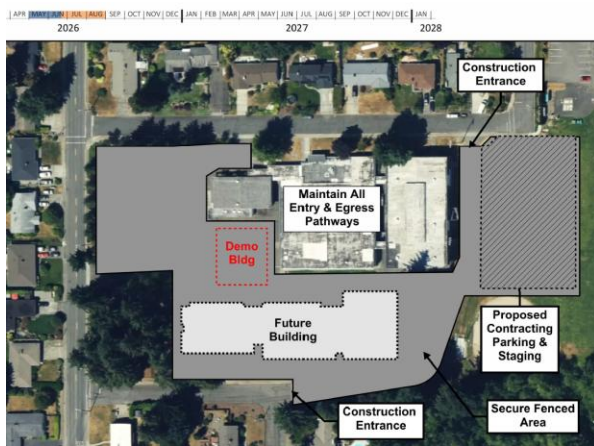 APR MAY JUN JUL AUG SEP OCT NOV DEC JAN FEB MAR APR MAY JUN JUL AUG SEP OCT NOV DEC JAN
2026 2027 2028
Construction
Entrance
Maintain All
Entry & Egress
Pathways
Demo
Bldg
Future
Building
Proposed
Contracting
Parking &
Staging
Construction
Entrance
Secure Fenced
Area